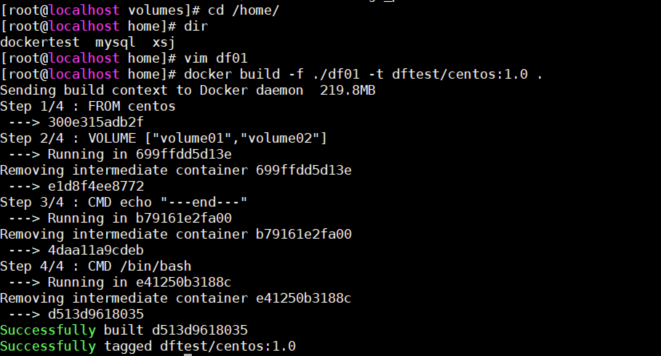 [root@localhost volumes]# cd /home/
[root@localhost home]# dir
dockertest  mysql  xsj
[root@localhost home]# vim df01
[root@localhost home]# docker build -f ./df01 -t dftest/centos:1.0 .
Sending build context to Docker daemon  219.8MB
Step 1/4 : FROM centos
 ---> 300e315adb2f
Step 2/4 : VOLUME ["volume01","volume02"]
 ---> Running in 699ffdd5d13e
Removing intermediate container 699ffdd5d13e
 ---> e1d8f4ee8772
Step 3/4 : CMD echo "---end---"
 ---> Running in b79161e2fa00
Removing intermediate container b79161e2fa00
 ---> 4daa11a9cdeb
Step 4/4 : CMD /bin/bash
 ---> Running in e41250b3188c
Removing intermediate container e41250b3188c
 ---> d513d9618035
Successfully built d513d9618035
Successfully tagged dftest/centos:1.0